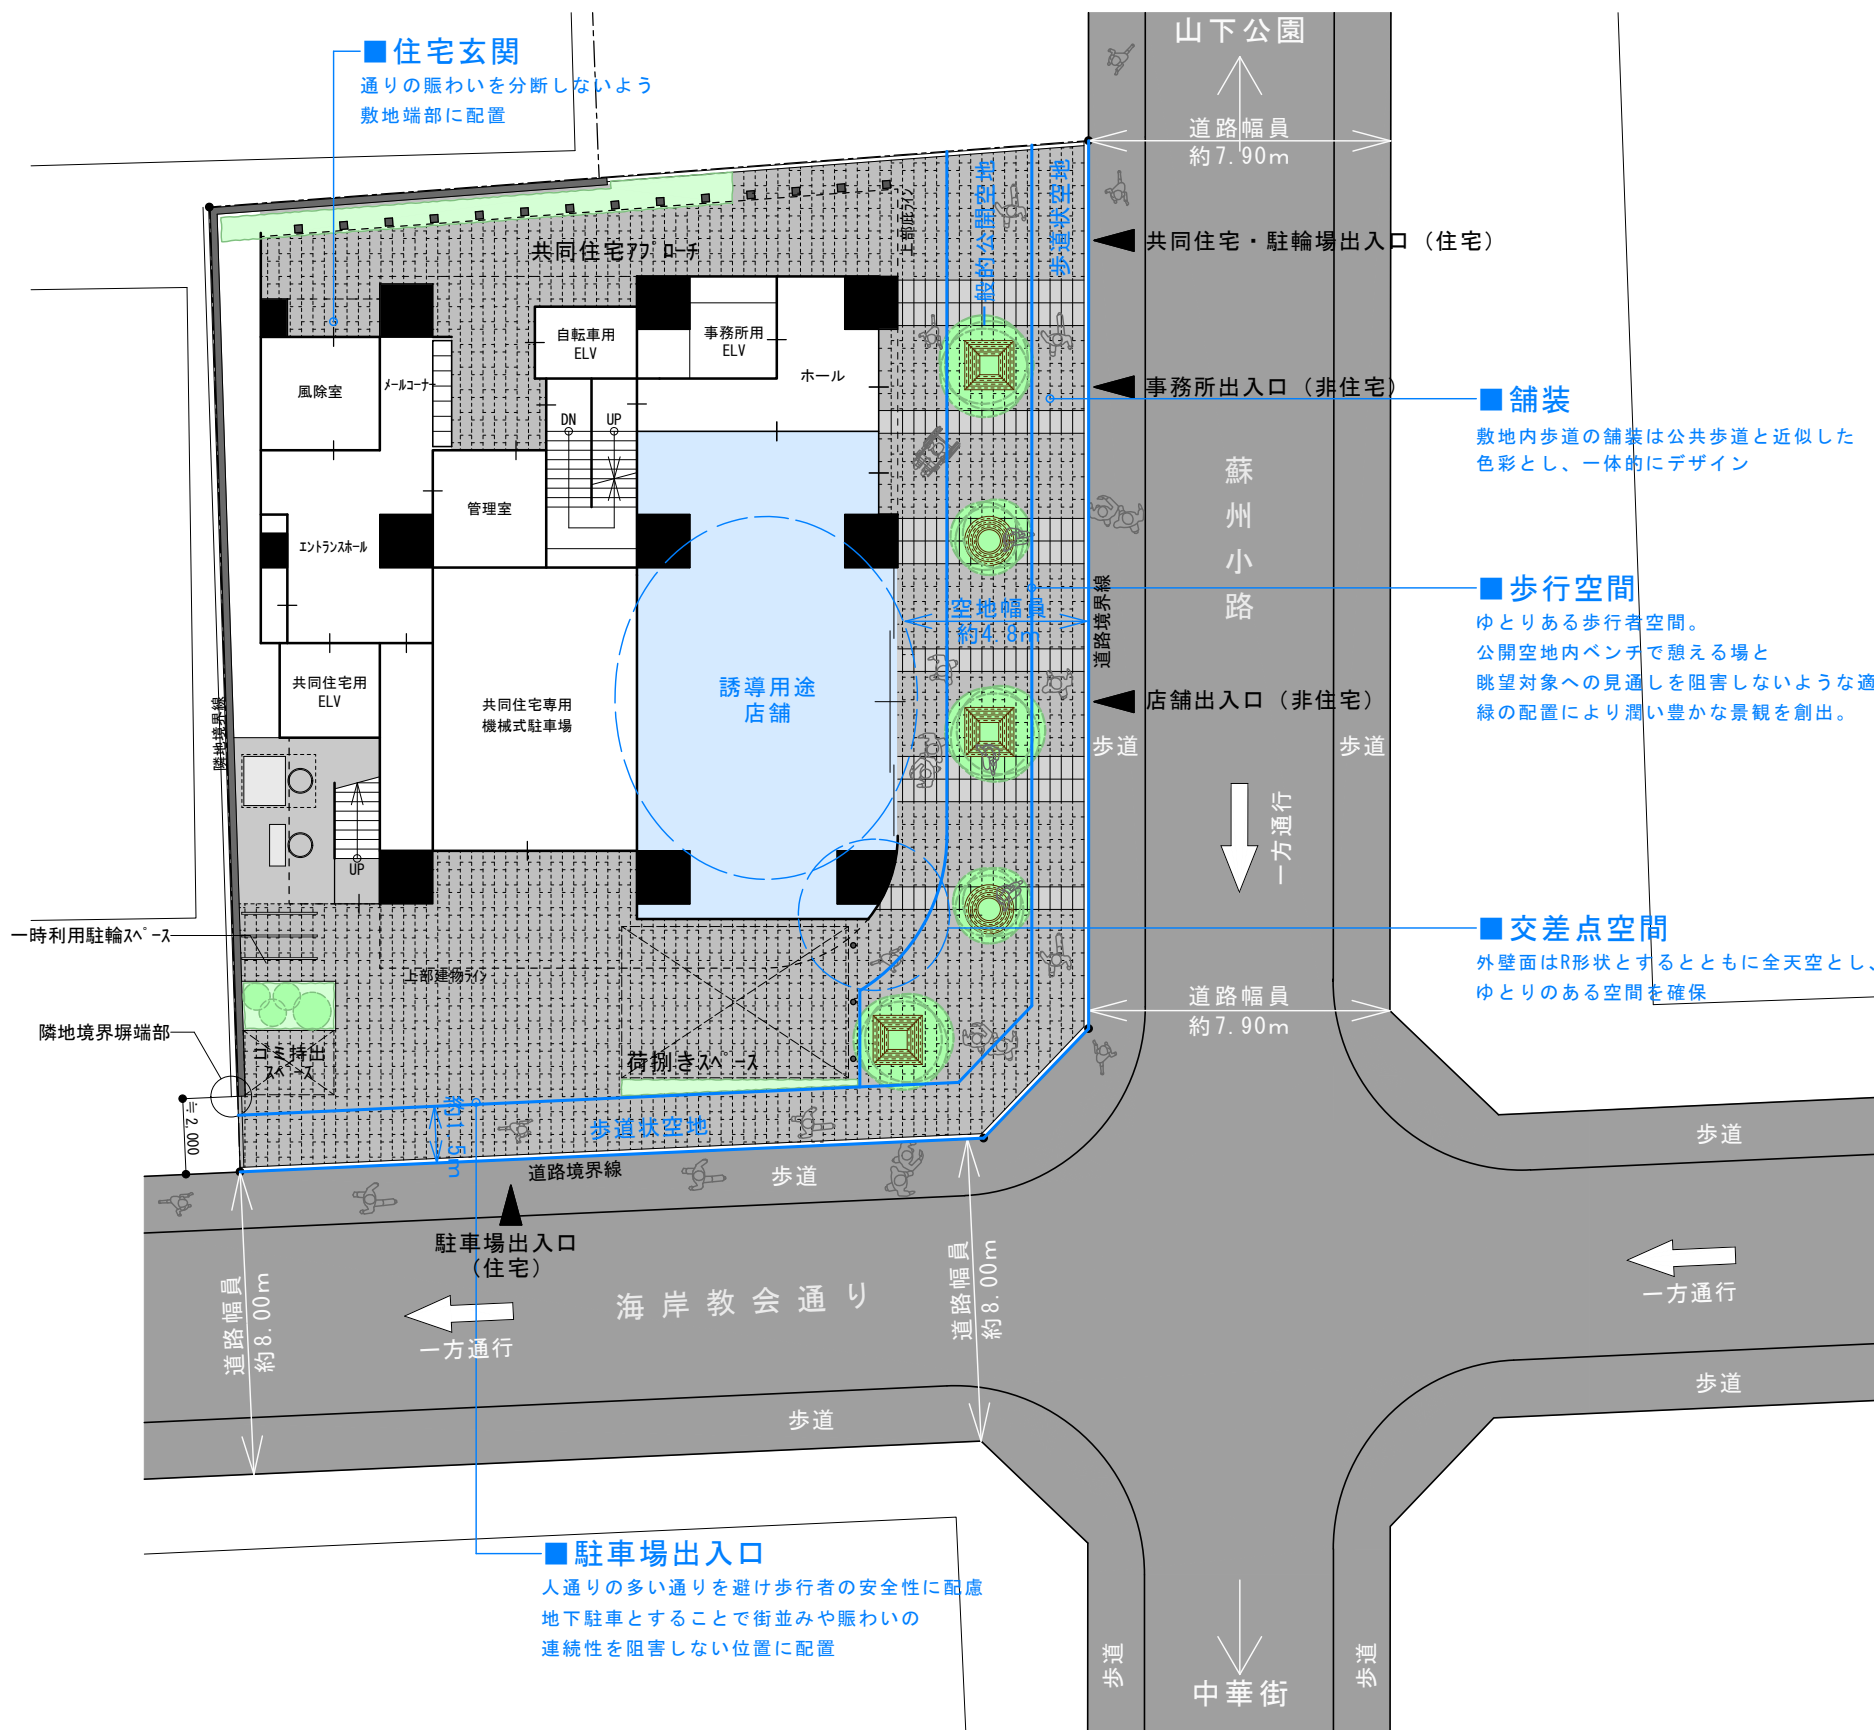 山下公園
■住宅玄関
通りの賑わいを分断しないよう
敷地端部に配置
道路幅員
約7.90m
一般的公開空地
歩道状空地
上部庇ライン
共同住宅・駐輪場出入口（住宅）
共同住宅アプローチ
自転車用
ELV
事務所用
ELV
ホール
風除室
メールコーナー
事務所出入口（非住宅）
■舗装
敷地内歩道の舗装は公共歩道と近似した
色彩とし、一体的にデザイン
DN
UP
蘇州小路
管理室
エントランスホール
■歩行空間
ゆとりある歩行者空間。
公開空地内ベンチで憩える場と
眺望対象への見通しを阻害しないような適
緑の配置により潤い豊かな景観を創出。
空地幅員
約4.8m
道路境界線
共同住宅用
ELV
共同住宅専用
機械式駐車場
誘導用途
店舗
店舗出入口（非住宅）
隣地境界線
歩道
歩道
一方通行
UP
一時利用駐輪スペース
上部建物ライン
■交差点空間
外壁面はR形状とするとともに全天空とし、
ゆとりのある空間を確保
道路幅員
約7.90m
隣地境界塀端部
ゴミ持出
スペース
荷捌きスペース
≒2,000
約1.5m
歩道状空地
道路境界線
歩道
歩道
駐車場出入口
（住宅）
道路幅員
約8.00m
海岸教会通り
道路幅員
約8.00m
一方通行
一方通行
歩道
歩道
■駐車場出入口
人通りの多い通りを避け歩行者の安全性に配慮
地下駐車とすることで街並みや賑わいの
連続性を阻害しない位置に配置
歩道
歩道
中華街